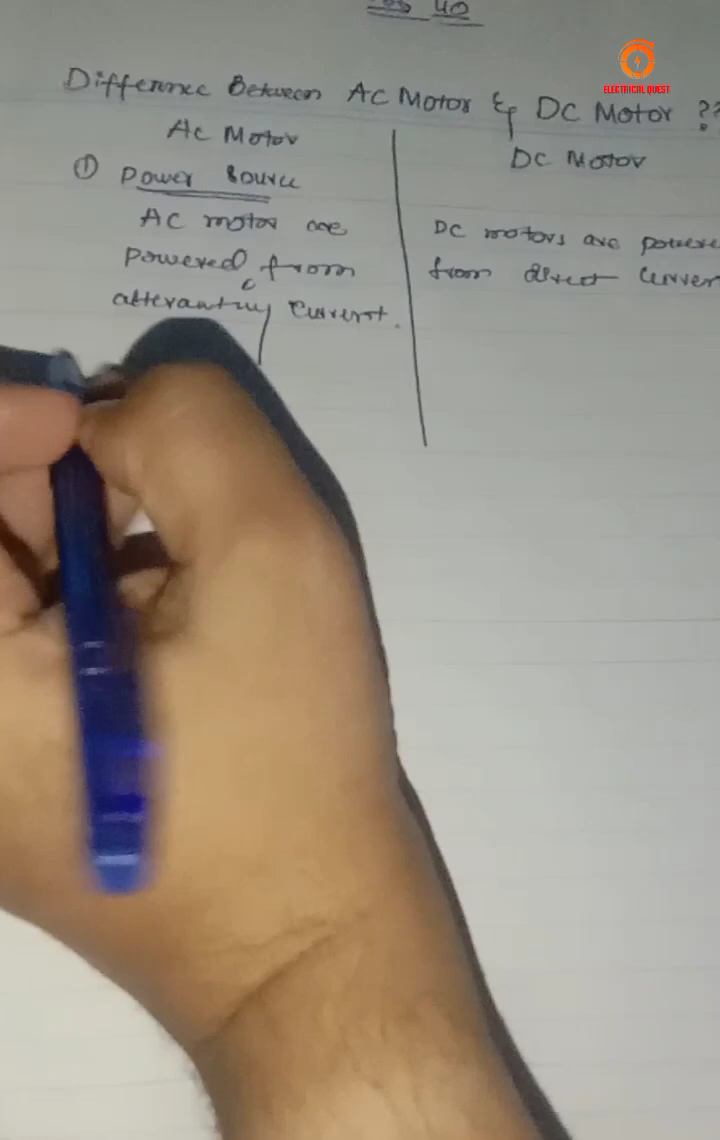 40
ELECTRICAL QUEST
Difference Between AC Motor & DC Motor ??
AC Motor
① Power Source
AC motor are
powered from
alternating current.
DC Motor
DC motors are powere
from direct curren